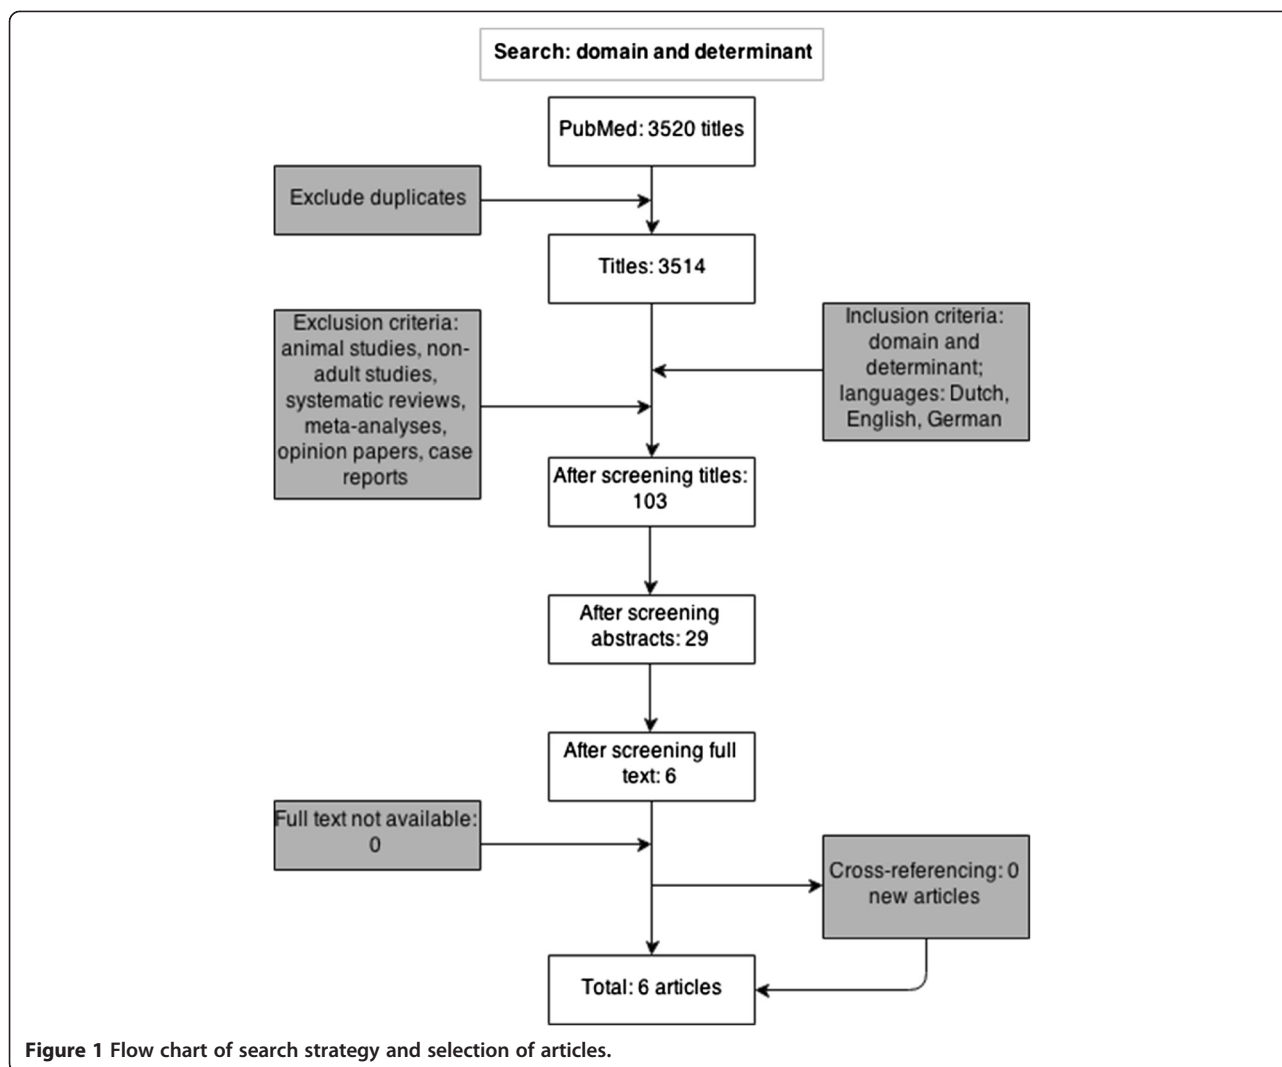 Search: domain and determinant
PubMed: 3520 titles
Exclude duplicates
Titles: 3514
Exclusion criteria:
animal studies, non-
adult studies,
systematic reviews,
meta-analyses,
opinion papers, case
reports
Inclusion criteria:
domain and
determinant;
languages: Dutch,
English, German
After screening titles:
103
After screening
abstracts: 29
After screening full
text: 6
Full text not available:
0
Cross-referencing: 0
new articles
Total: 6 articles
Figure 1 Flow chart of search strategy and selection of articles.